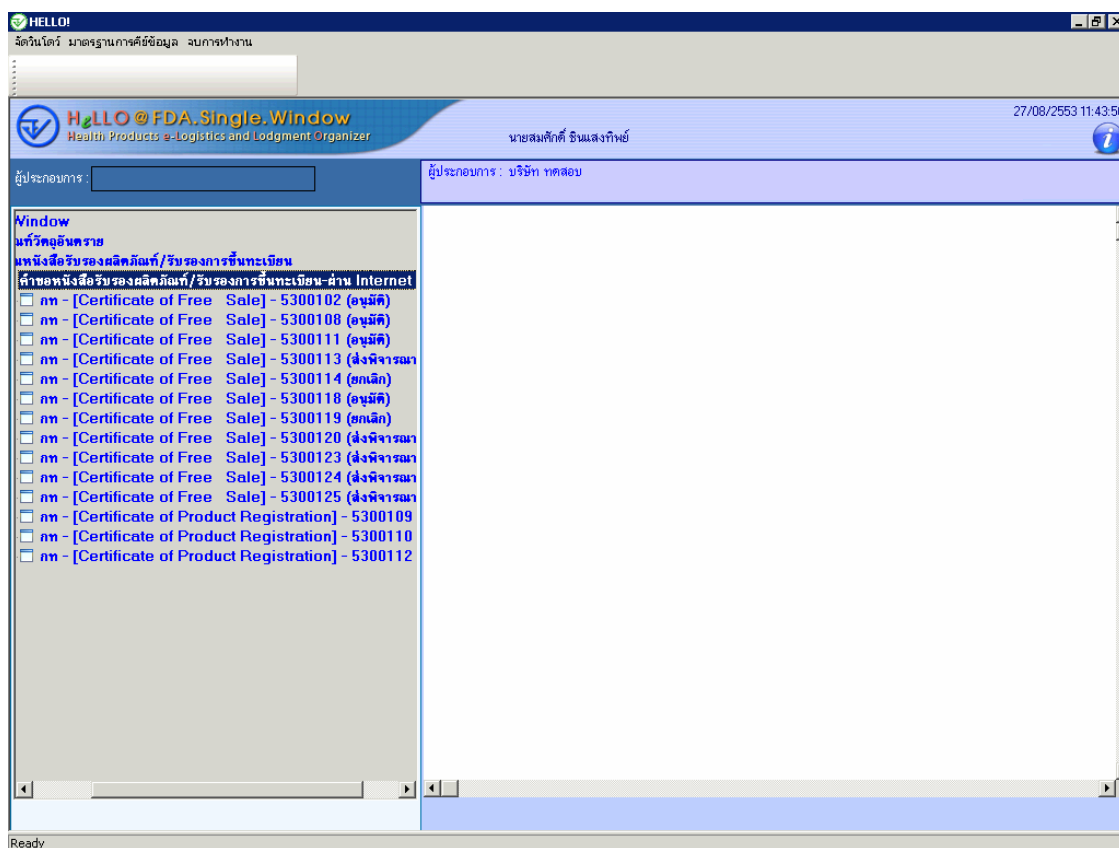 HELLO!
จัดวินโดว์ มาตรฐานการคีย์ข้อมูล จบการทำงาน
HeLLO@FDA.Single.Window
Health Products e-Logistics and Lodgment Organizer
27/08/2553 11:43:50
นายสมศักดิ์ ชินแสงทิพย์
ผู้ประกอบการ :
ผู้ประกอบการ : บริษัท ทดสอบ
Window
นท์วัตถุอันตราย
มหนังสือรับรองผลิตภัณฑ์/รับรองการขึ้นทะเบียน
คำขอหนังสือรับรองผลิตภัณฑ์/รับรองการขึ้นทะเบียน-ผ่าน Internet
กท - [Certificate of Free Sale] - 5300102 (อนุมัติ)
กท - [Certificate of Free Sale] - 5300108 (อนุมัติ)
กท - [Certificate of Free Sale] - 5300111 (อนุมัติ)
กท - [Certificate of Free Sale] - 5300113 (ส่งพิจารณา
กท - [Certificate of Free Sale] - 5300114 (ยกเลิก)
กท - [Certificate of Free Sale] - 5300118 (อนุมัติ)
กท - [Certificate of Free Sale] - 5300119 (ยกเลิก)
กท - [Certificate of Free Sale] - 5300120 (ส่งพิจารณา
กท - [Certificate of Free Sale] - 5300123 (ส่งพิจารณา
กท - [Certificate of Free Sale] - 5300124 (ส่งพิจารณา
กท - [Certificate of Free Sale] - 5300125 (ส่งพิจารณา
กท - [Certificate of Product Registration] - 5300109
กท - [Certificate of Product Registration] - 5300110
กท - [Certificate of Product Registration] - 5300112
Ready